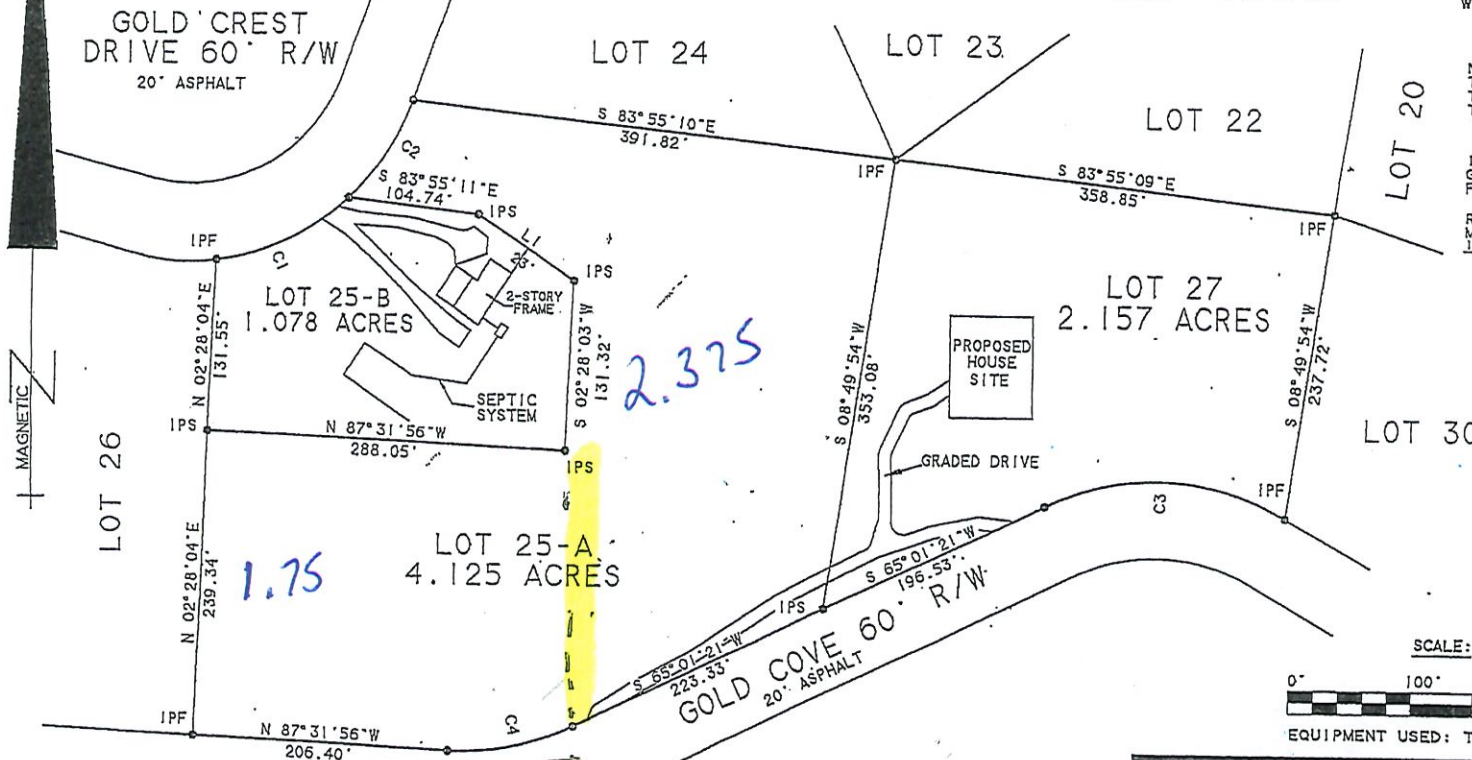 GOLD CREST
DRIVE 60' R/W
20' ASPHALT
LOT 24
LOT 23
LOT 22
LOT 20
S 83°55'10"E
391.82'
C2
S 83°55'11"E
104.74'
IPS
IPF
S 83°55'09"E
358.85'
IPF
IPF
L1
23'
IPS
C1
2-STORY
FRAME
LOT 25-B
1.078 ACRES
LOT 27
2.157 ACRES
N 02°28'04"E
131.55'
S 02°28'03"W
131.32'
2.375
PROPOSED
HOUSE
SITE
S 08°49'54"W
353.08'
S 08°49'54"W
237.72'
SEPTIC
SYSTEM
MAGNETIC
N
IPS
N 87°31'56"W
288.05'
IPS
LOT 30
LOT 26
GRADED DRIVE
IPF
C3
LOT 25-A
4.125 ACRES
1.75
N 02°28'04"E
239.34'
S 65°01'21"W
196.53'
IPS
S 65°01'21"W
223.33'
GOLD COVE 60' R/W
20' ASPHALT
SCALE:
0' 100'
IPF
N 87°31'56"W
206.40'
C4
EQUIPMENT USED: T